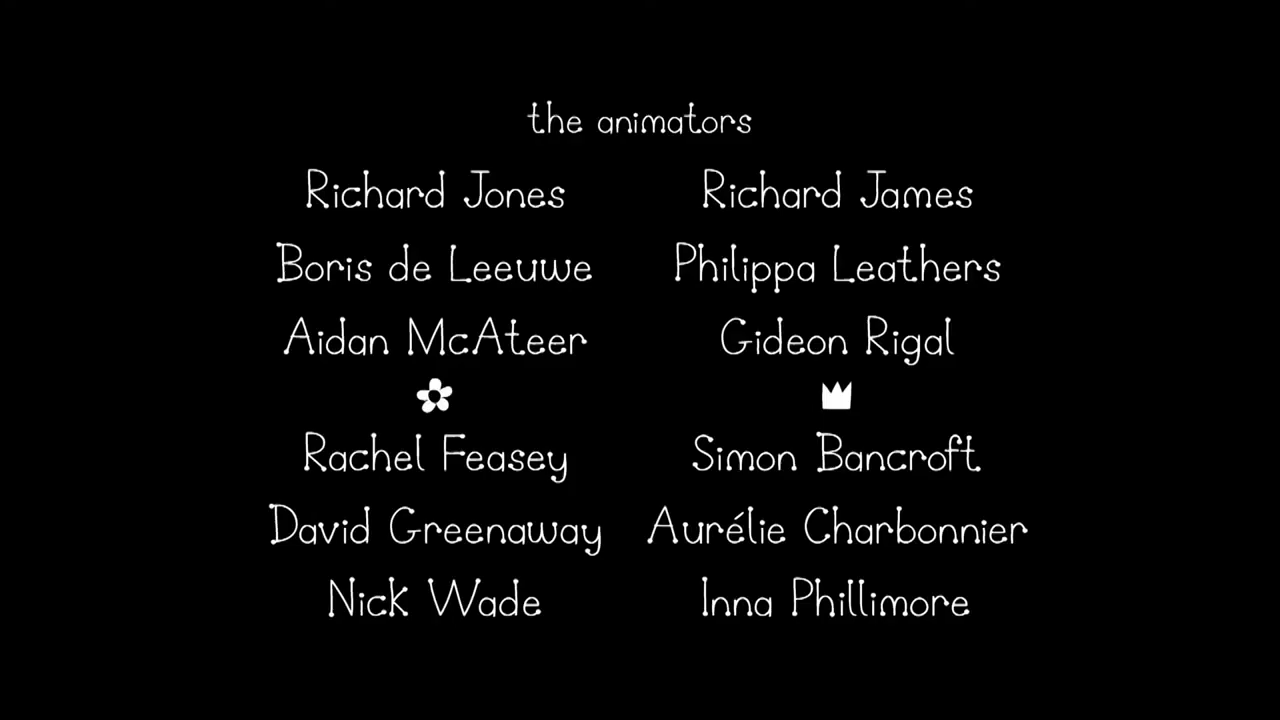 the animators
Richard Jones Richard James
Boris de Leeuwe Philippa Leathers
Aidan McAteer Gideon Rigal
Rachel Feasey Simon Bancroft
David Greenaway Aurélie Charbonnier
Nick Wade Inna Phillimore